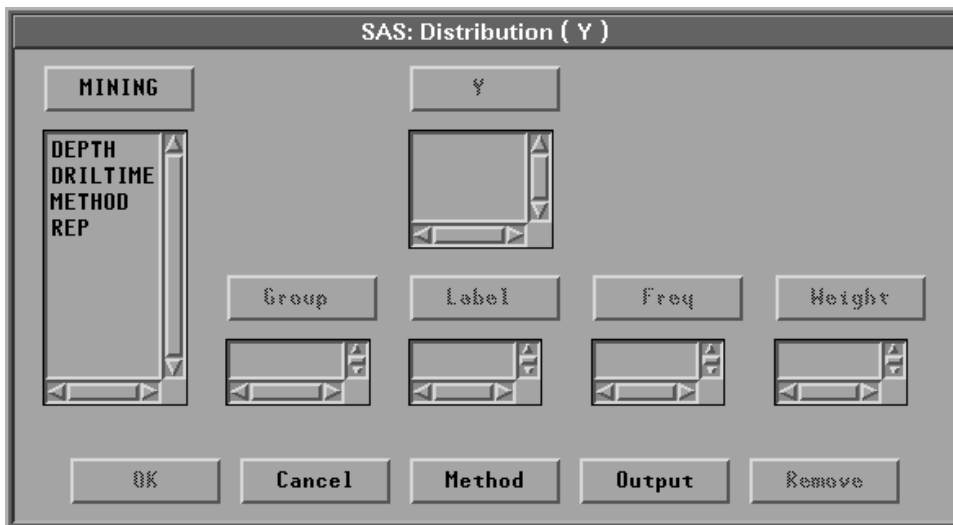 SAS: Distribution ( Y )
MINING
Y
DEPTH
DRILTIME
METHOD
REP
Group
Label
Freq
Weight
OK
Cancel
Method
Output
Remove